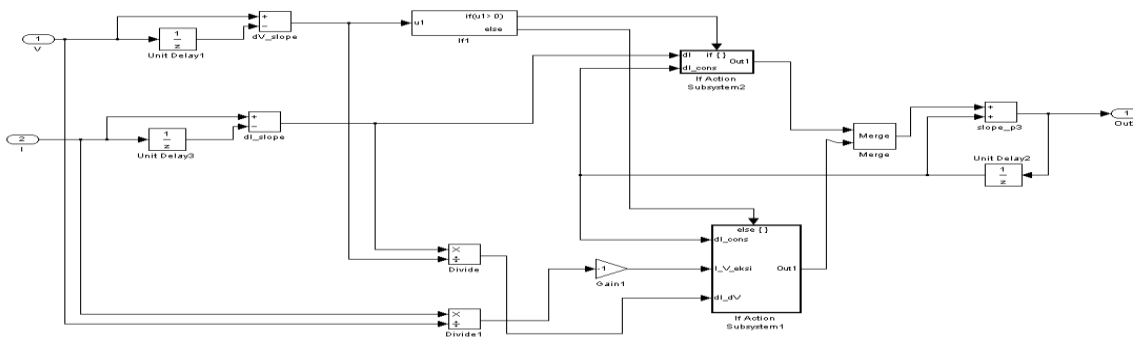 1
V
1
z
Unit Delay1
+
−
dV_slope
u1
if(u1> 0)
else
If1
dI
if { }
dI_cons
Out1
If Action
Subsystem2
2
I
1
z
Unit Delay3
+
−
dI_slope
Merge
Merge
+
+
slope_p3
1
Out
Unit Delay2
1
z
else { }
dI_cons
I_V_eksi
Out1
dI_dV
If Action
Subsystem1
×
÷
Divide
-1
Gain1
×
÷
Divide1